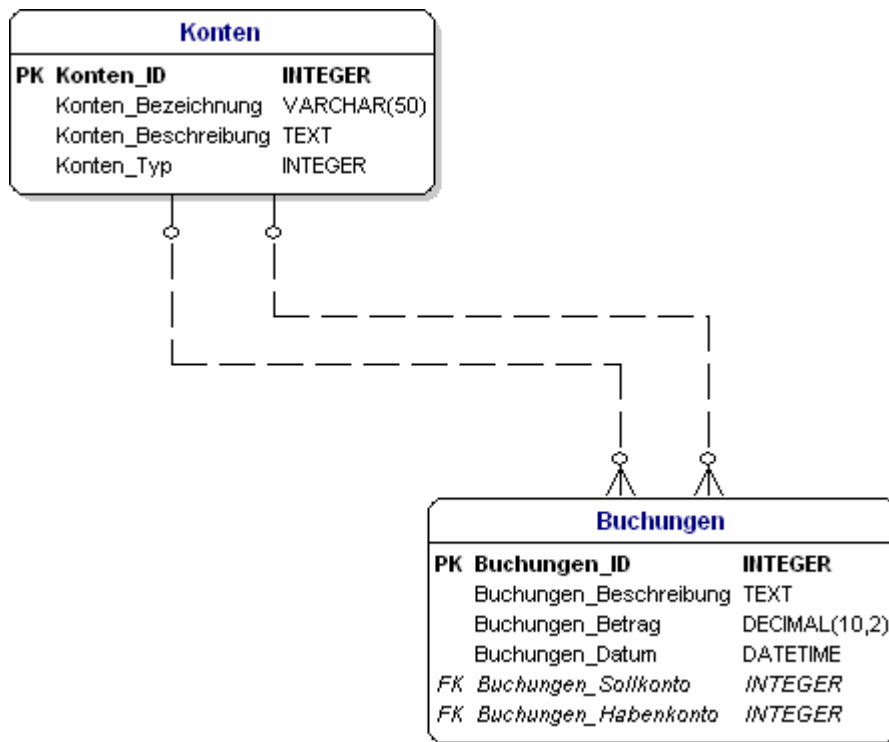 Konten
PK Konten_ID INTEGER
Konten_Bezeichnung VARCHAR(50)
Konten_Beschreibung TEXT
Konten_Typ INTEGER
Buchungen
PK Buchungen_ID INTEGER
Buchungen_Beschreibung TEXT
Buchungen_Betrag DECIMAL(10,2)
Buchungen_Datum DATETIME
FK Buchungen_Sollkonto INTEGER
FK Buchungen_Habenkonto INTEGER